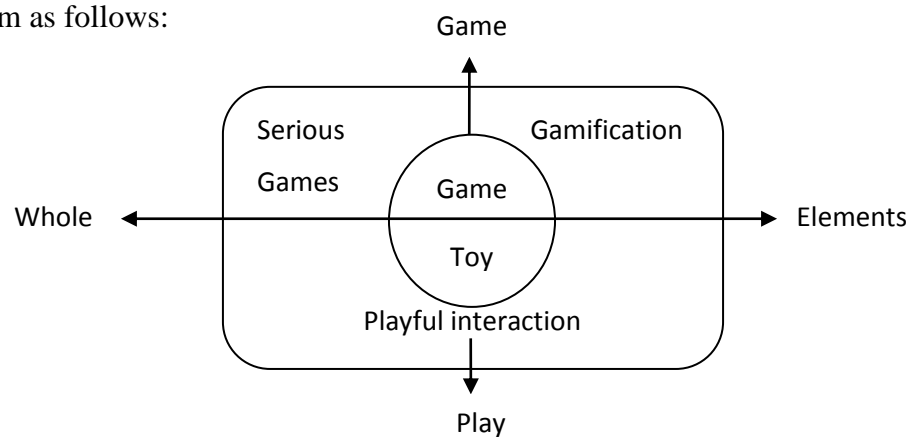 m as follows:
Game
Serious
Gamification
Games
Game
Whole
Elements
Toy
Playful interaction
Play